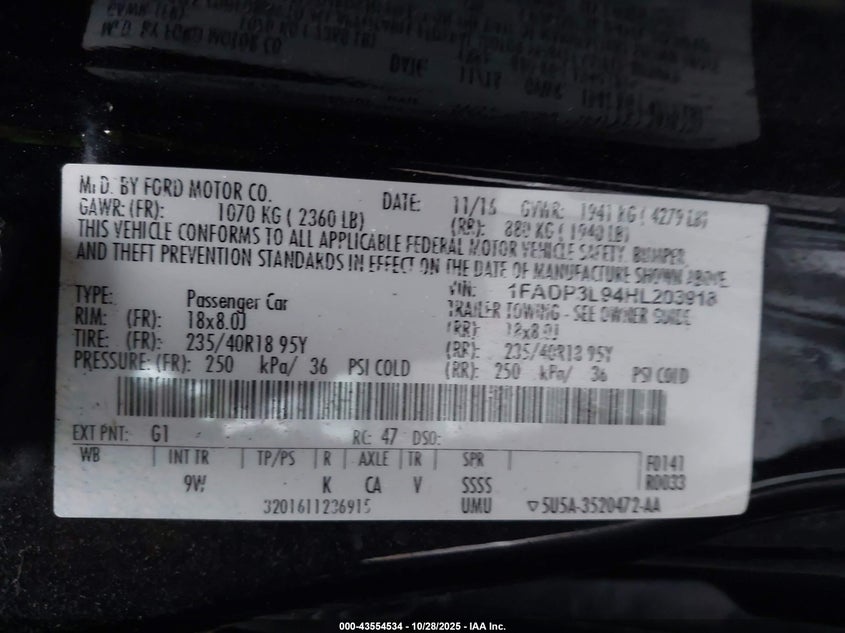 MFD. BY FORD MOTOR CO.
DATE: 11/16 GVWR: 1941 KG ( 4279 LB)
GAWR: (FR): 1070 KG ( 2360 LB) (RR): 880 KG ( 1940 LB)
THIS VEHICLE CONFORMS TO ALL APPLICABLE FEDERAL MOTOR VEHICLE SAFETY, BUMPER,
AND THEFT PREVENTION STANDARDS IN EFFECT ON THE DATE OF MANUFACTURE SHOWN ABOVE.
VIN: 1FADP3L94HL203918
TYPE: Passenger Car TRAILER TOWING - SEE OWNER GUIDE
RIM: (FR): 18x8.0J (RR): 18x8.0J
TIRE: (FR): 235/40R18 95Y (RR): 235/40R18 95Y
PRESSURE: (FR): 250 kPa/ 36 PSI COLD (RR): 250 kPa/ 36 PSI COLD
EXT PNT: G1 RC: 47 DSO:
WB INT TR TP/PS R AXLE TR SPR F0141
9W K CA V SSSS R0033
3201611236915 UMU ▽ 5U5A-3520472-AA
000-43554534 - 10/28/2025 - IAA Inc.